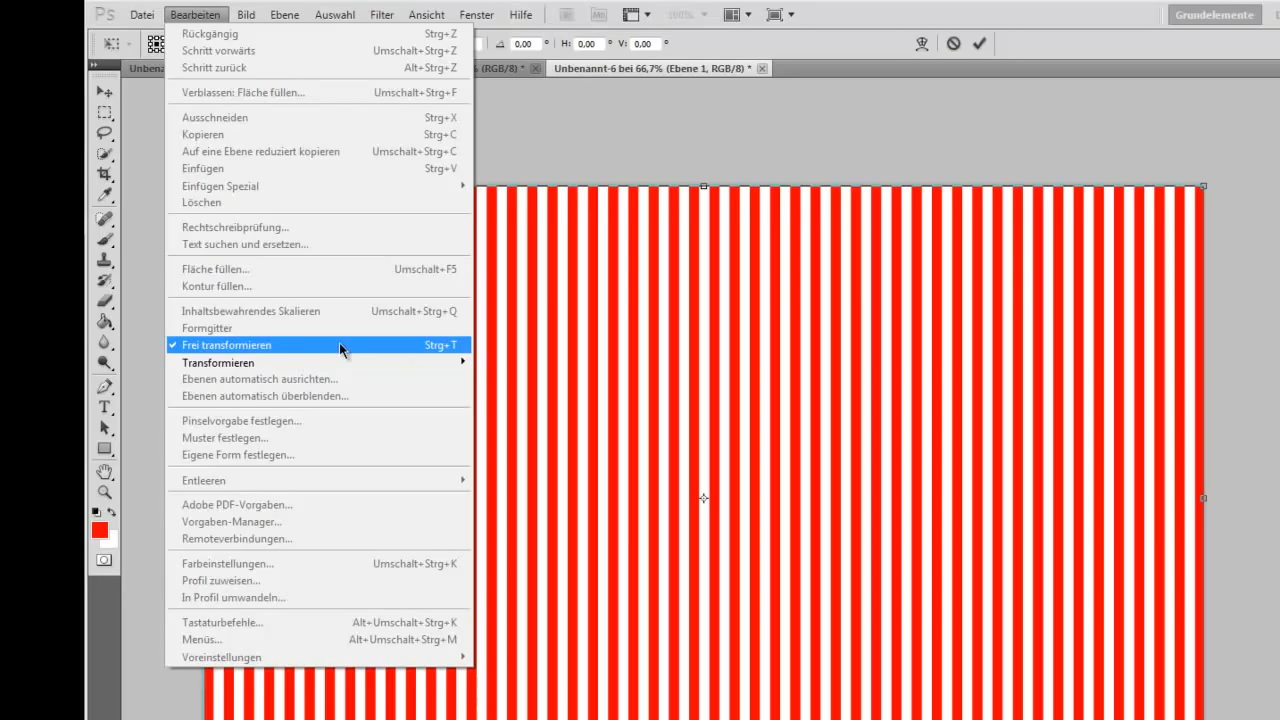 Ps Datei Bearbeiten Bild Ebene Auswahl Filter Ansicht Fenster Hilfe Grundelemente
0,00 ° H: 0,00 ° V: 0,00 °
Unbena (RGB/8) * Unbenannt-6 bei 66,7% (Ebene 1, RGB/8) *
Rückgängig Strg+Z
Schritt vorwärts Umschalt+Strg+Z
Schritt zurück Alt+Strg+Z
Verblassen: Fläche füllen... Umschalt+Strg+F
Ausschneiden Strg+X
Kopieren Strg+C
Auf eine Ebene reduziert kopieren Umschalt+Strg+C
Einfügen Strg+V
Einfügen Spezial
Löschen
Rechtschreibprüfung...
Text suchen und ersetzen...
Fläche füllen... Umschalt+F5
Kontur füllen...
Inhaltsbewahrendes Skalieren Umschalt+Strg+Q
Formgitter
Frei transformieren Strg+T
Transformieren
Ebenen automatisch ausrichten...
Ebenen automatisch überblenden...
Pinselvorgabe festlegen...
Muster festlegen...
Eigene Form festlegen...
Entleeren
Adobe PDF-Vorgaben...
Vorgaben-Manager...
Remoteverbindungen...
Farbeinstellungen... Umschalt+Strg+K
Profil zuweisen...
In Profil umwandeln...
Tastaturbefehle... Alt+Umschalt+Strg+K
Menüs... Alt+Umschalt+Strg+M
Voreinstellungen